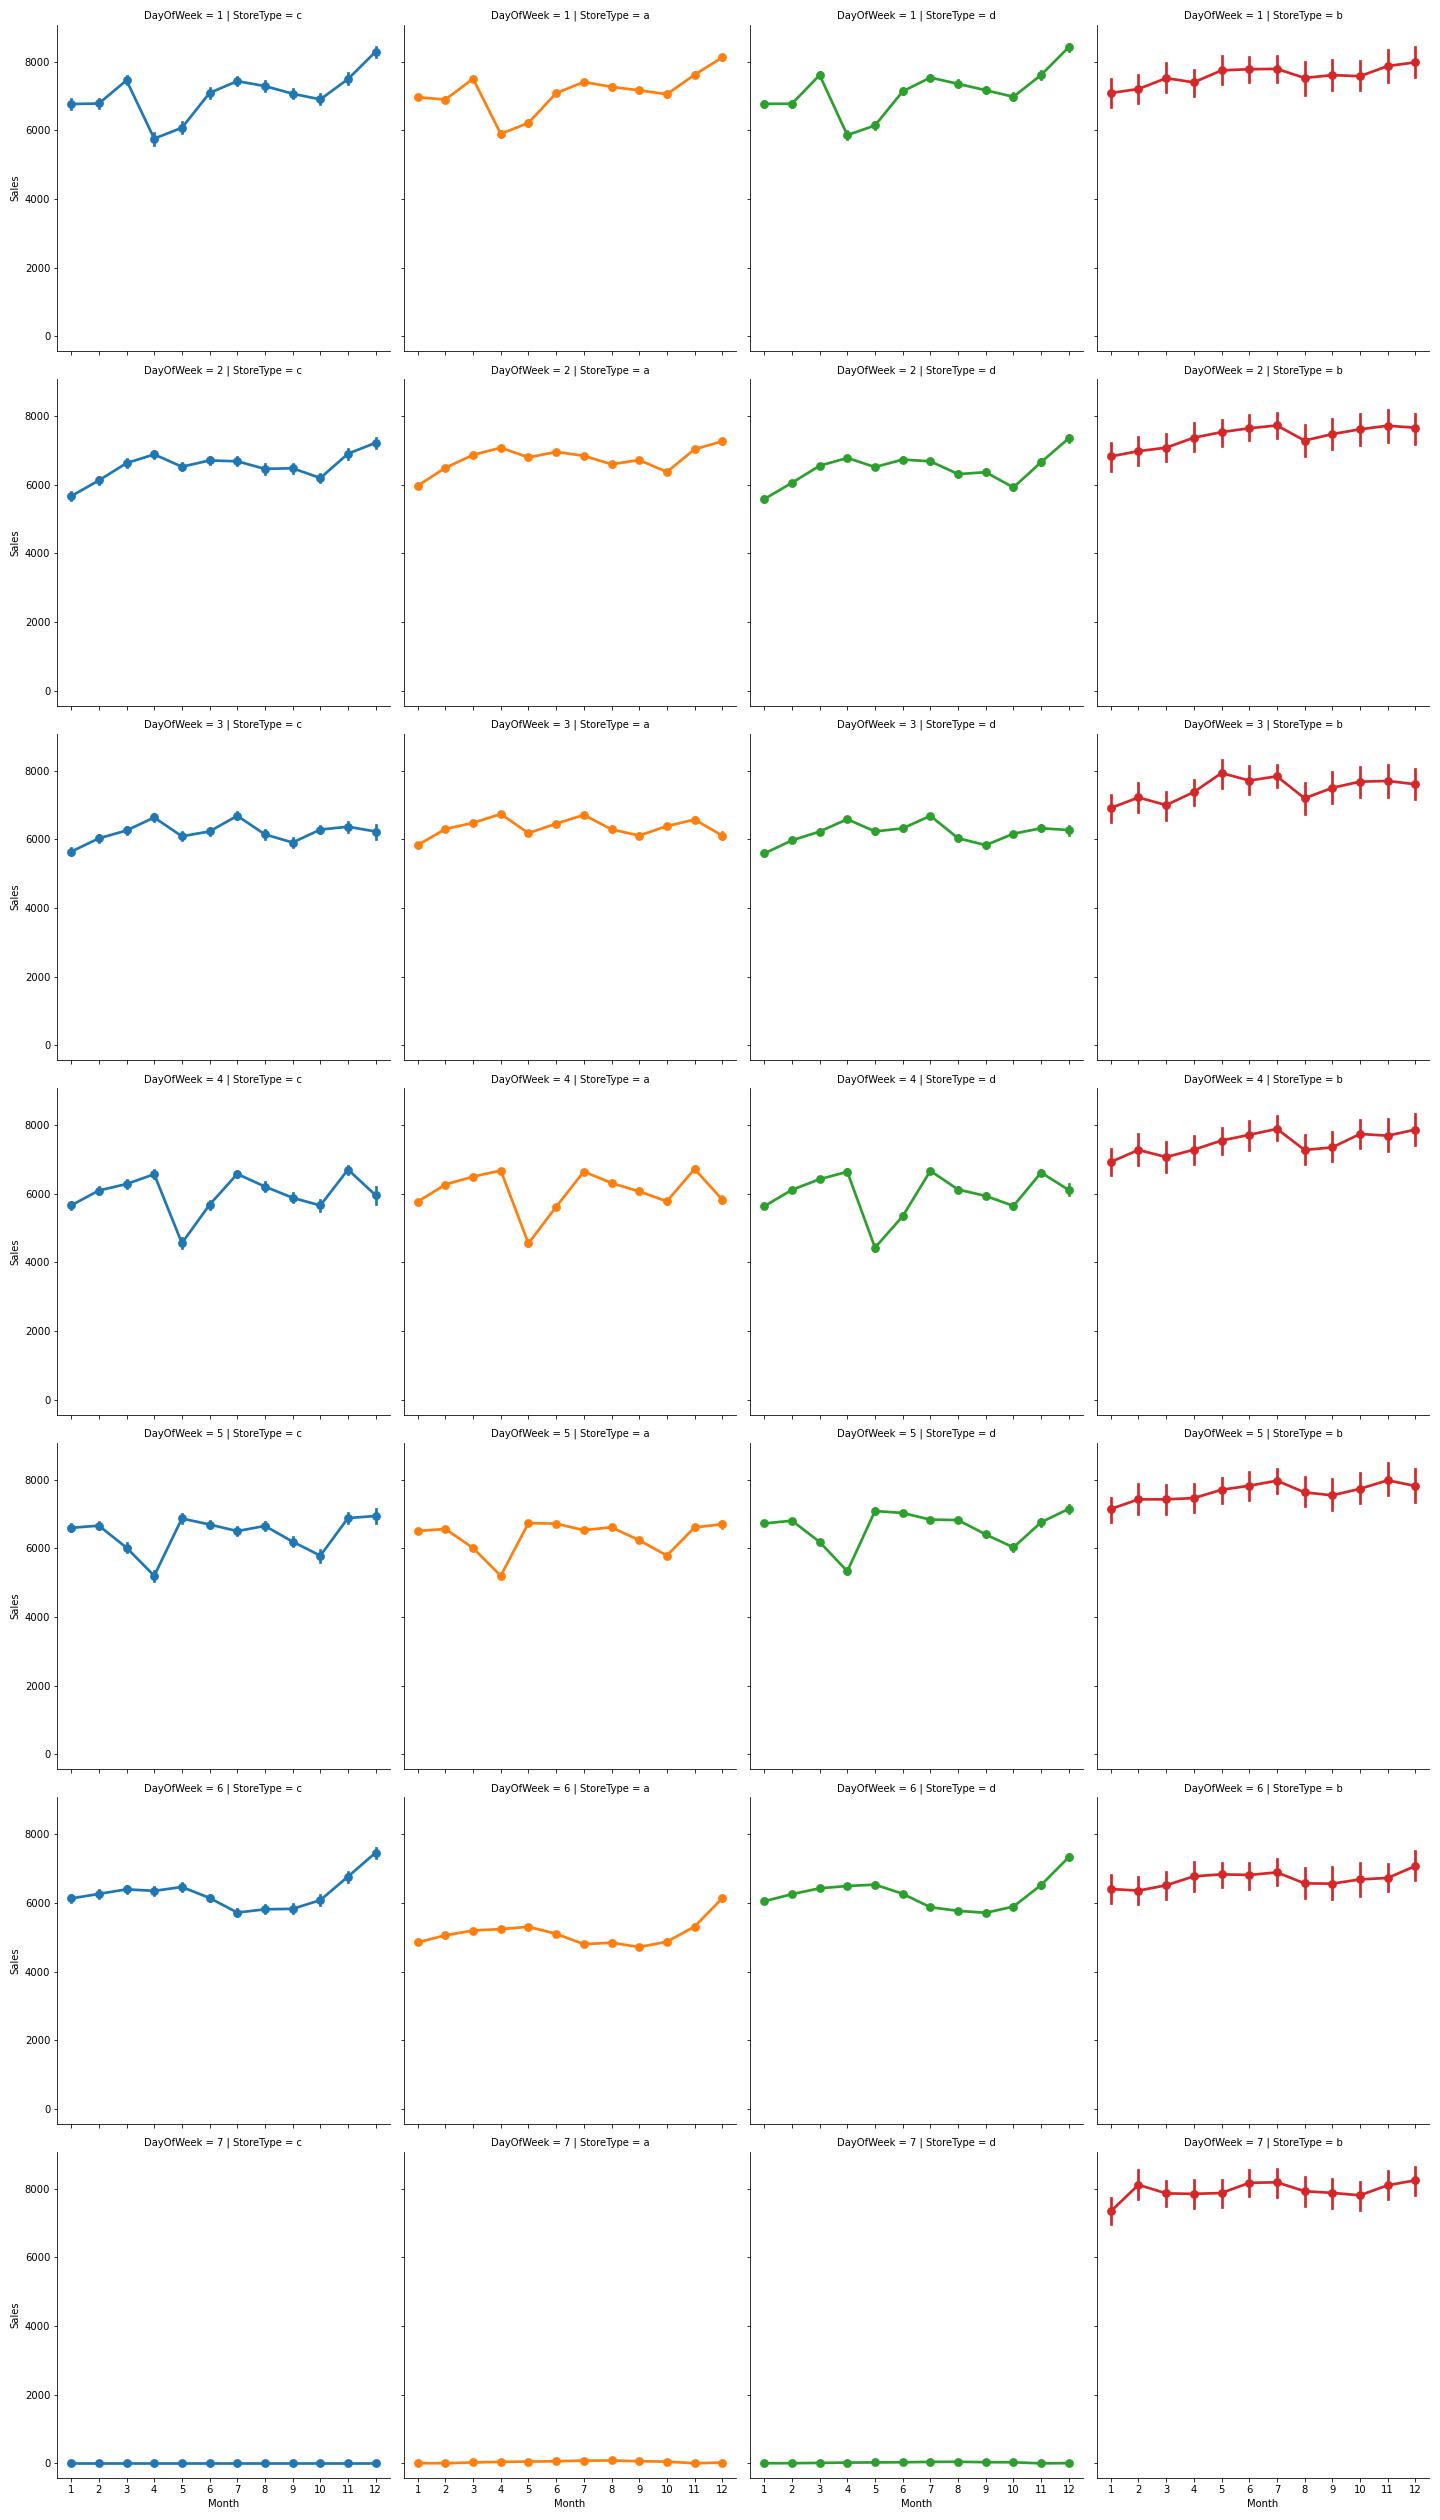 DayOfWeek = 1 | StoreType = c DayOfWeek = 1 | StoreType = a DayOfWeek = 1 | StoreType = d DayOfWeek = 1 | StoreType = b
8000
6000
Sales
4000
2000
0
DayOfWeek = 2 | StoreType = c DayOfWeek = 2 | StoreType = a DayOfWeek = 2 | StoreType = d DayOfWeek = 2 | StoreType = b
8000
6000
Sales
4000
2000
0
DayOfWeek = 3 | StoreType = c DayOfWeek = 3 | StoreType = a DayOfWeek = 3 | StoreType = d DayOfWeek = 3 | StoreType = b
8000
6000
Sales
4000
2000
0
DayOfWeek = 4 | StoreType = c DayOfWeek = 4 | StoreType = a DayOfWeek = 4 | StoreType = d DayOfWeek = 4 | StoreType = b
8000
6000
Sales
4000
2000
0
DayOfWeek = 5 | StoreType = c DayOfWeek = 5 | StoreType = a DayOfWeek = 5 | StoreType = d DayOfWeek = 5 | StoreType = b
8000
6000
Sales
4000
2000
0
DayOfWeek = 6 | StoreType = c DayOfWeek = 6 | StoreType = a DayOfWeek = 6 | StoreType = d DayOfWeek = 6 | StoreType = b
8000
6000
Sales
4000
2000
0
DayOfWeek = 7 | StoreType = c DayOfWeek = 7 | StoreType = a DayOfWeek = 7 | StoreType = d DayOfWeek = 7 | StoreType = b
8000
6000
Sales
4000
2000
0
1 2 3 4 5 6 7 8 9 10 11 12 1 2 3 4 5 6 7 8 9 10 11 12 1 2 3 4 5 6 7 8 9 10 11 12 1 2 3 4 5 6 7 8 9 10 11 12
Month Month Month Month